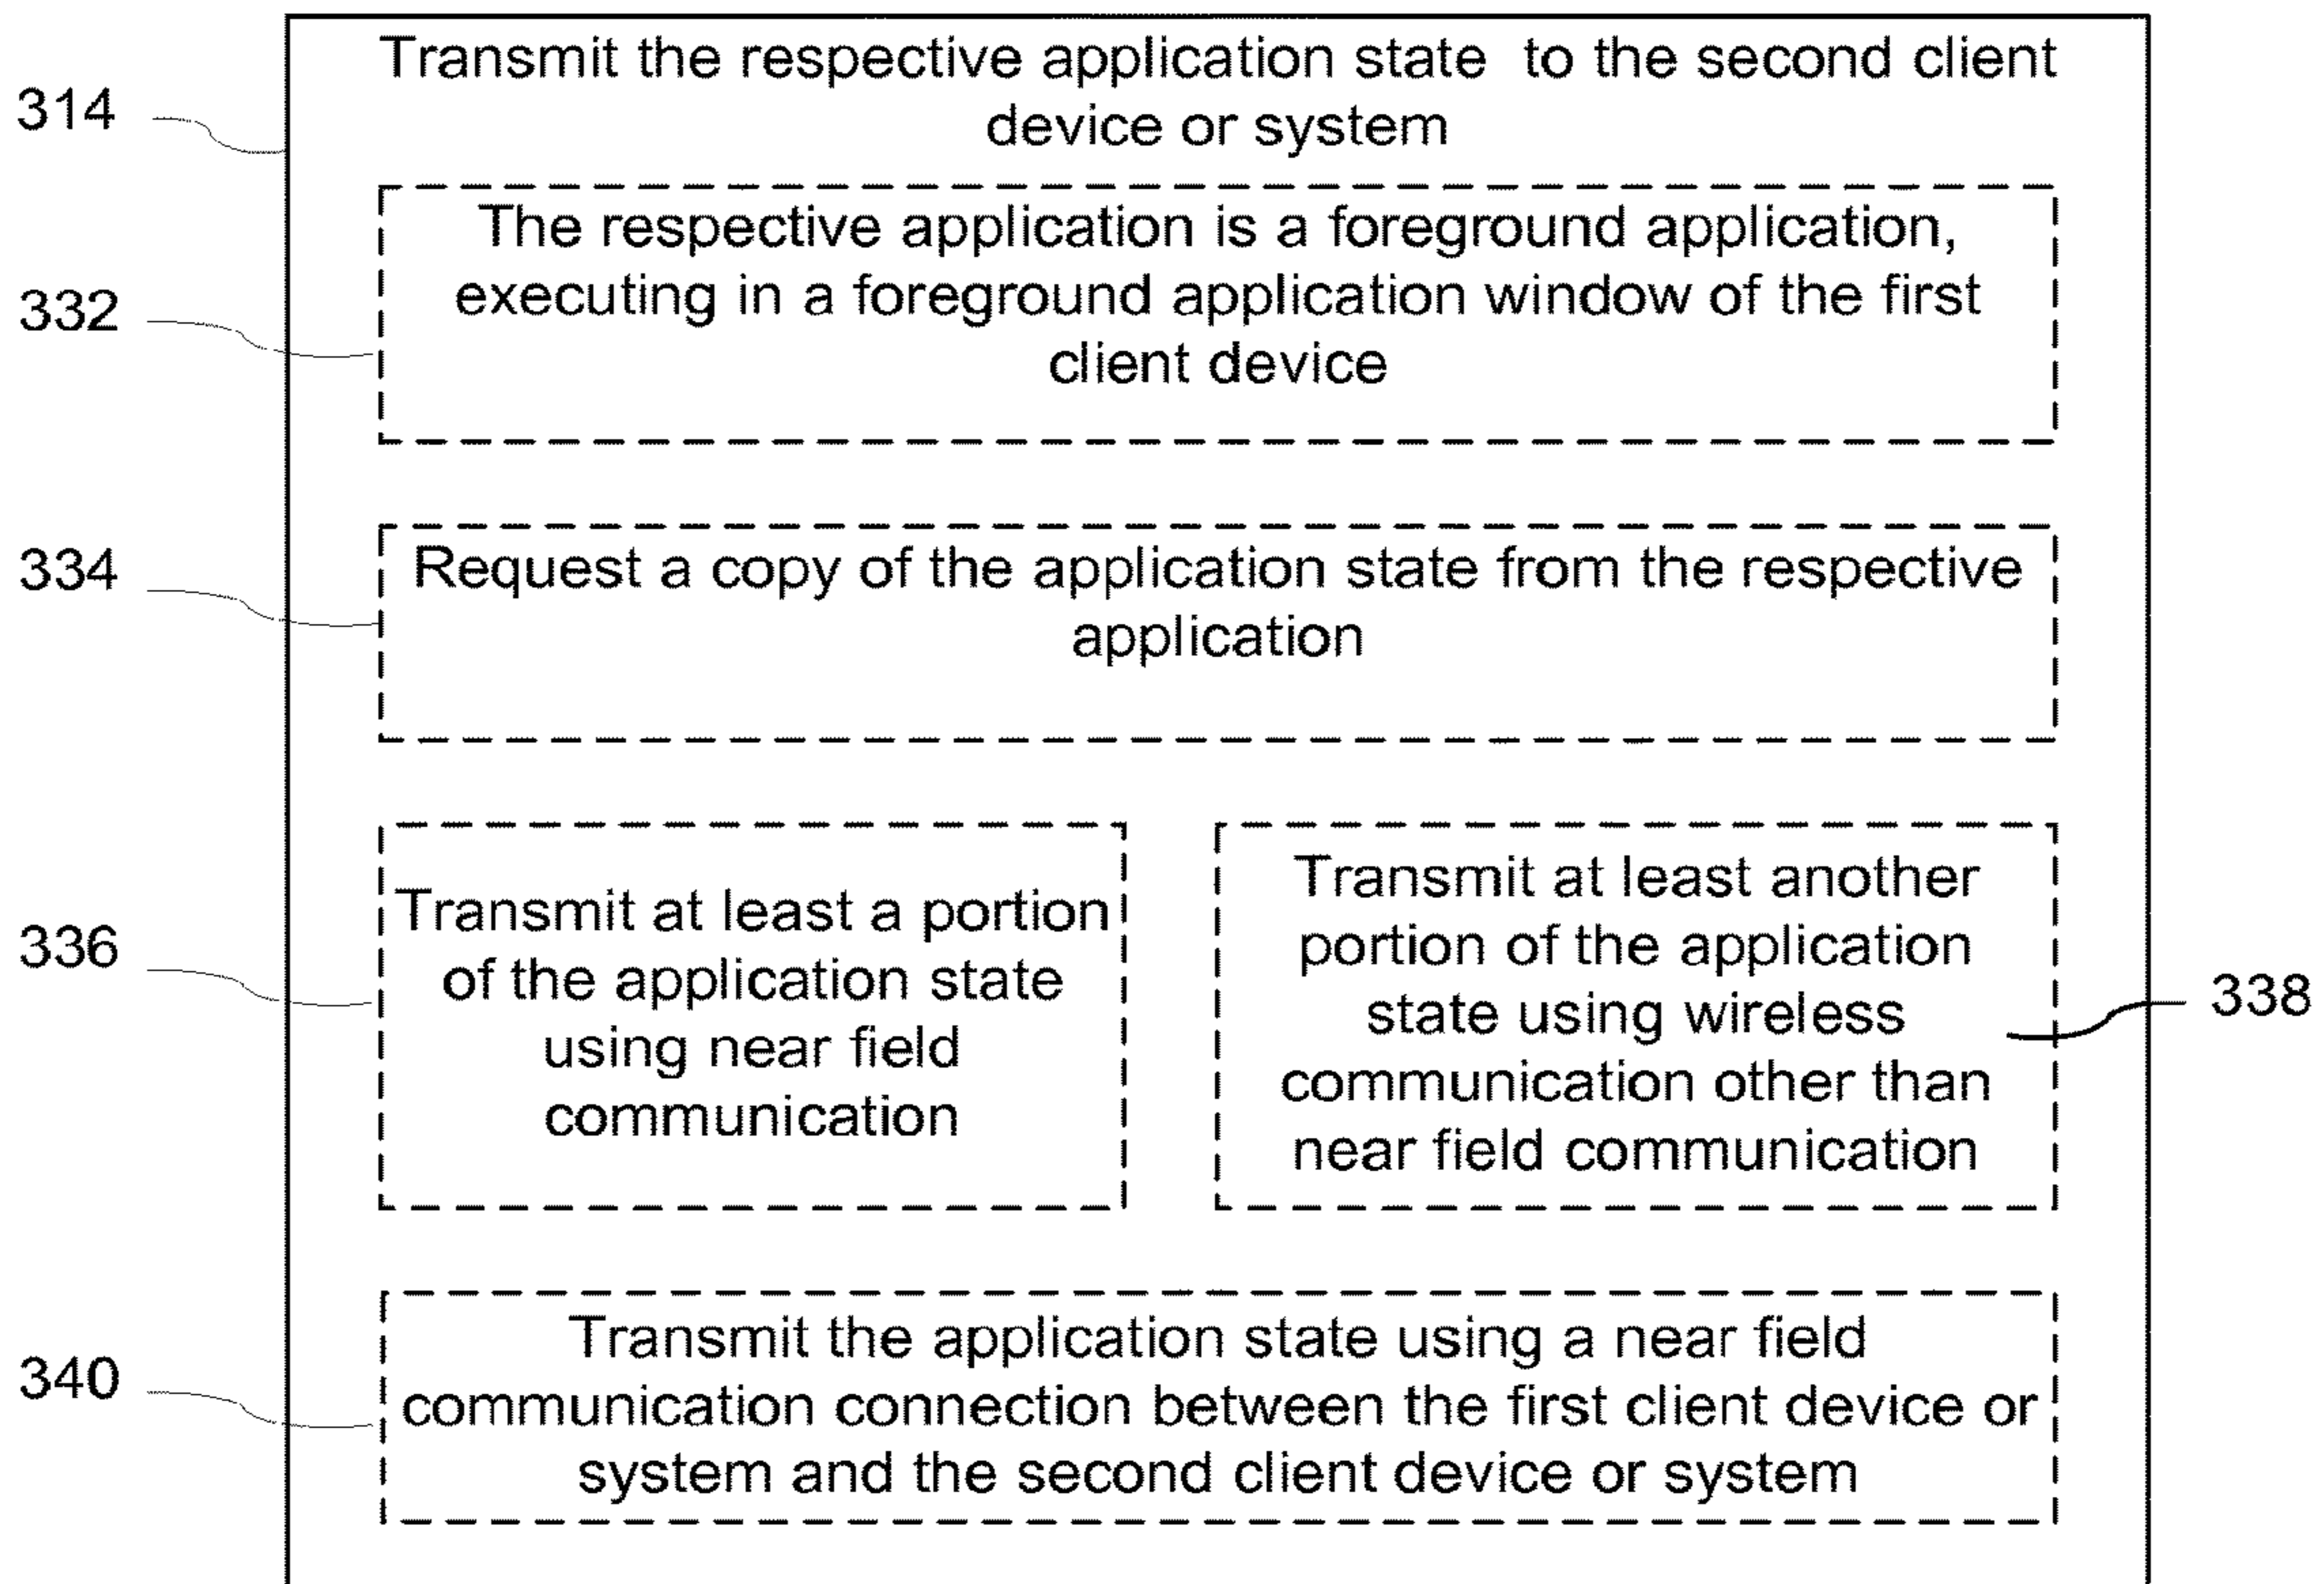 Transmit the respective application state to the second client
device or system
314
The respective application is a foreground application,
executing in a foreground application window of the first
client device
332
Request a copy of the application state from the respective
application
334
Transmit at least a portion
of the application state
using near field
communication
336
Transmit at least another
portion of the application
state using wireless
communication other than
near field communication
338
Transmit the application state using a near field
communication connection between the first client device or
system and the second client device or system
340